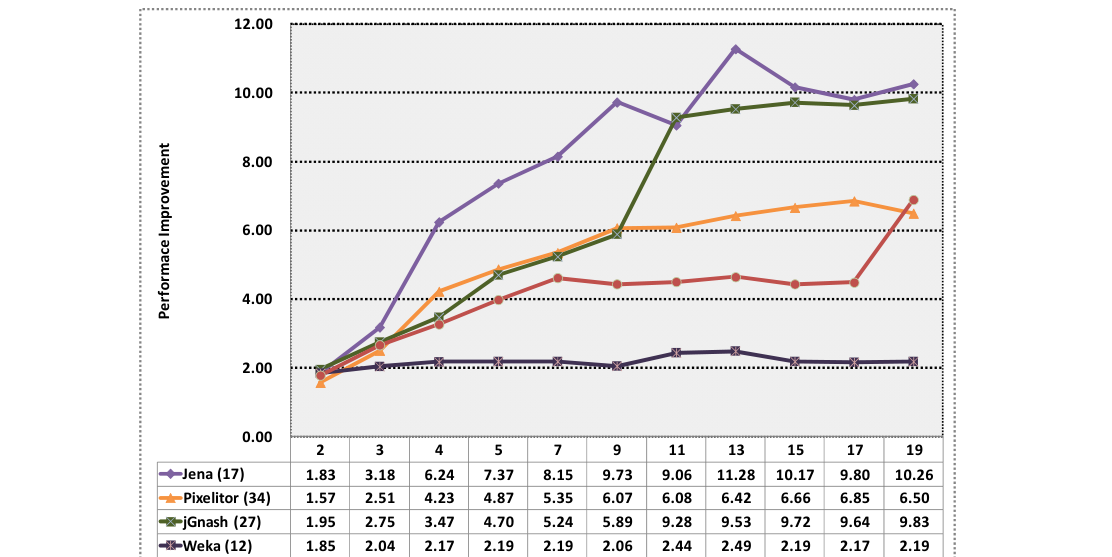 12.00
10.00
8.00
6.00
4.00
2.00
0.00
Performace Improvement
2 3 4 5 7 9 11 13 15 17 19
Jena (17) 1.83 3.18 6.24 7.37 8.15 9.73 9.06 11.28 10.17 9.80 10.26
Pixelitor (34) 1.57 2.51 4.23 4.87 5.35 6.07 6.08 6.42 6.66 6.85 6.50
jGnash (27) 1.95 2.75 3.47 4.70 5.24 5.89 9.28 9.53 9.72 9.64 9.83
Weka (12) 1.85 2.04 2.17 2.19 2.19 2.06 2.44 2.49 2.19 2.17 2.19